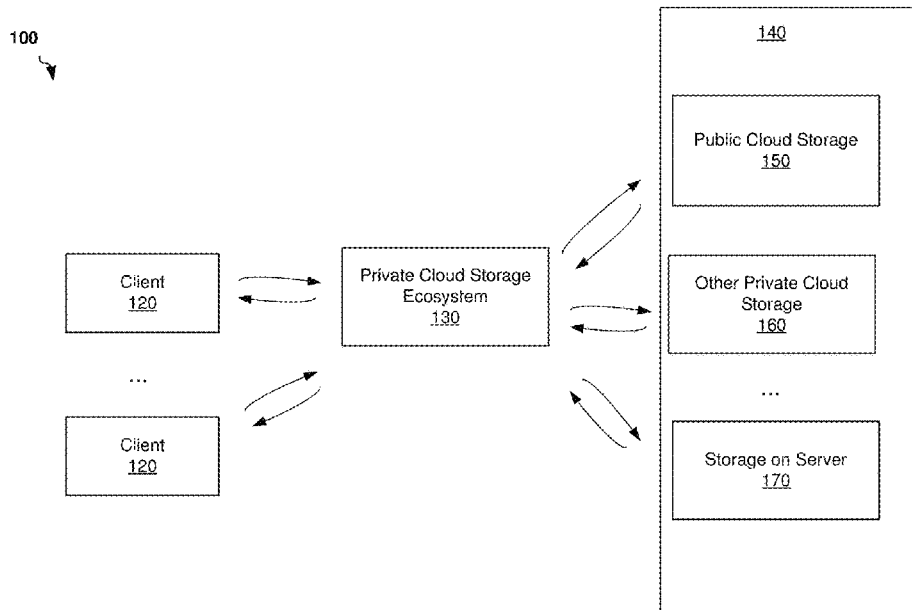 100
140
Public Cloud Storage
150
Client
120
Private Cloud Storage
Ecosystem
130
Other Private Cloud
Storage
160
...
...
Client
120
Storage on Server
170